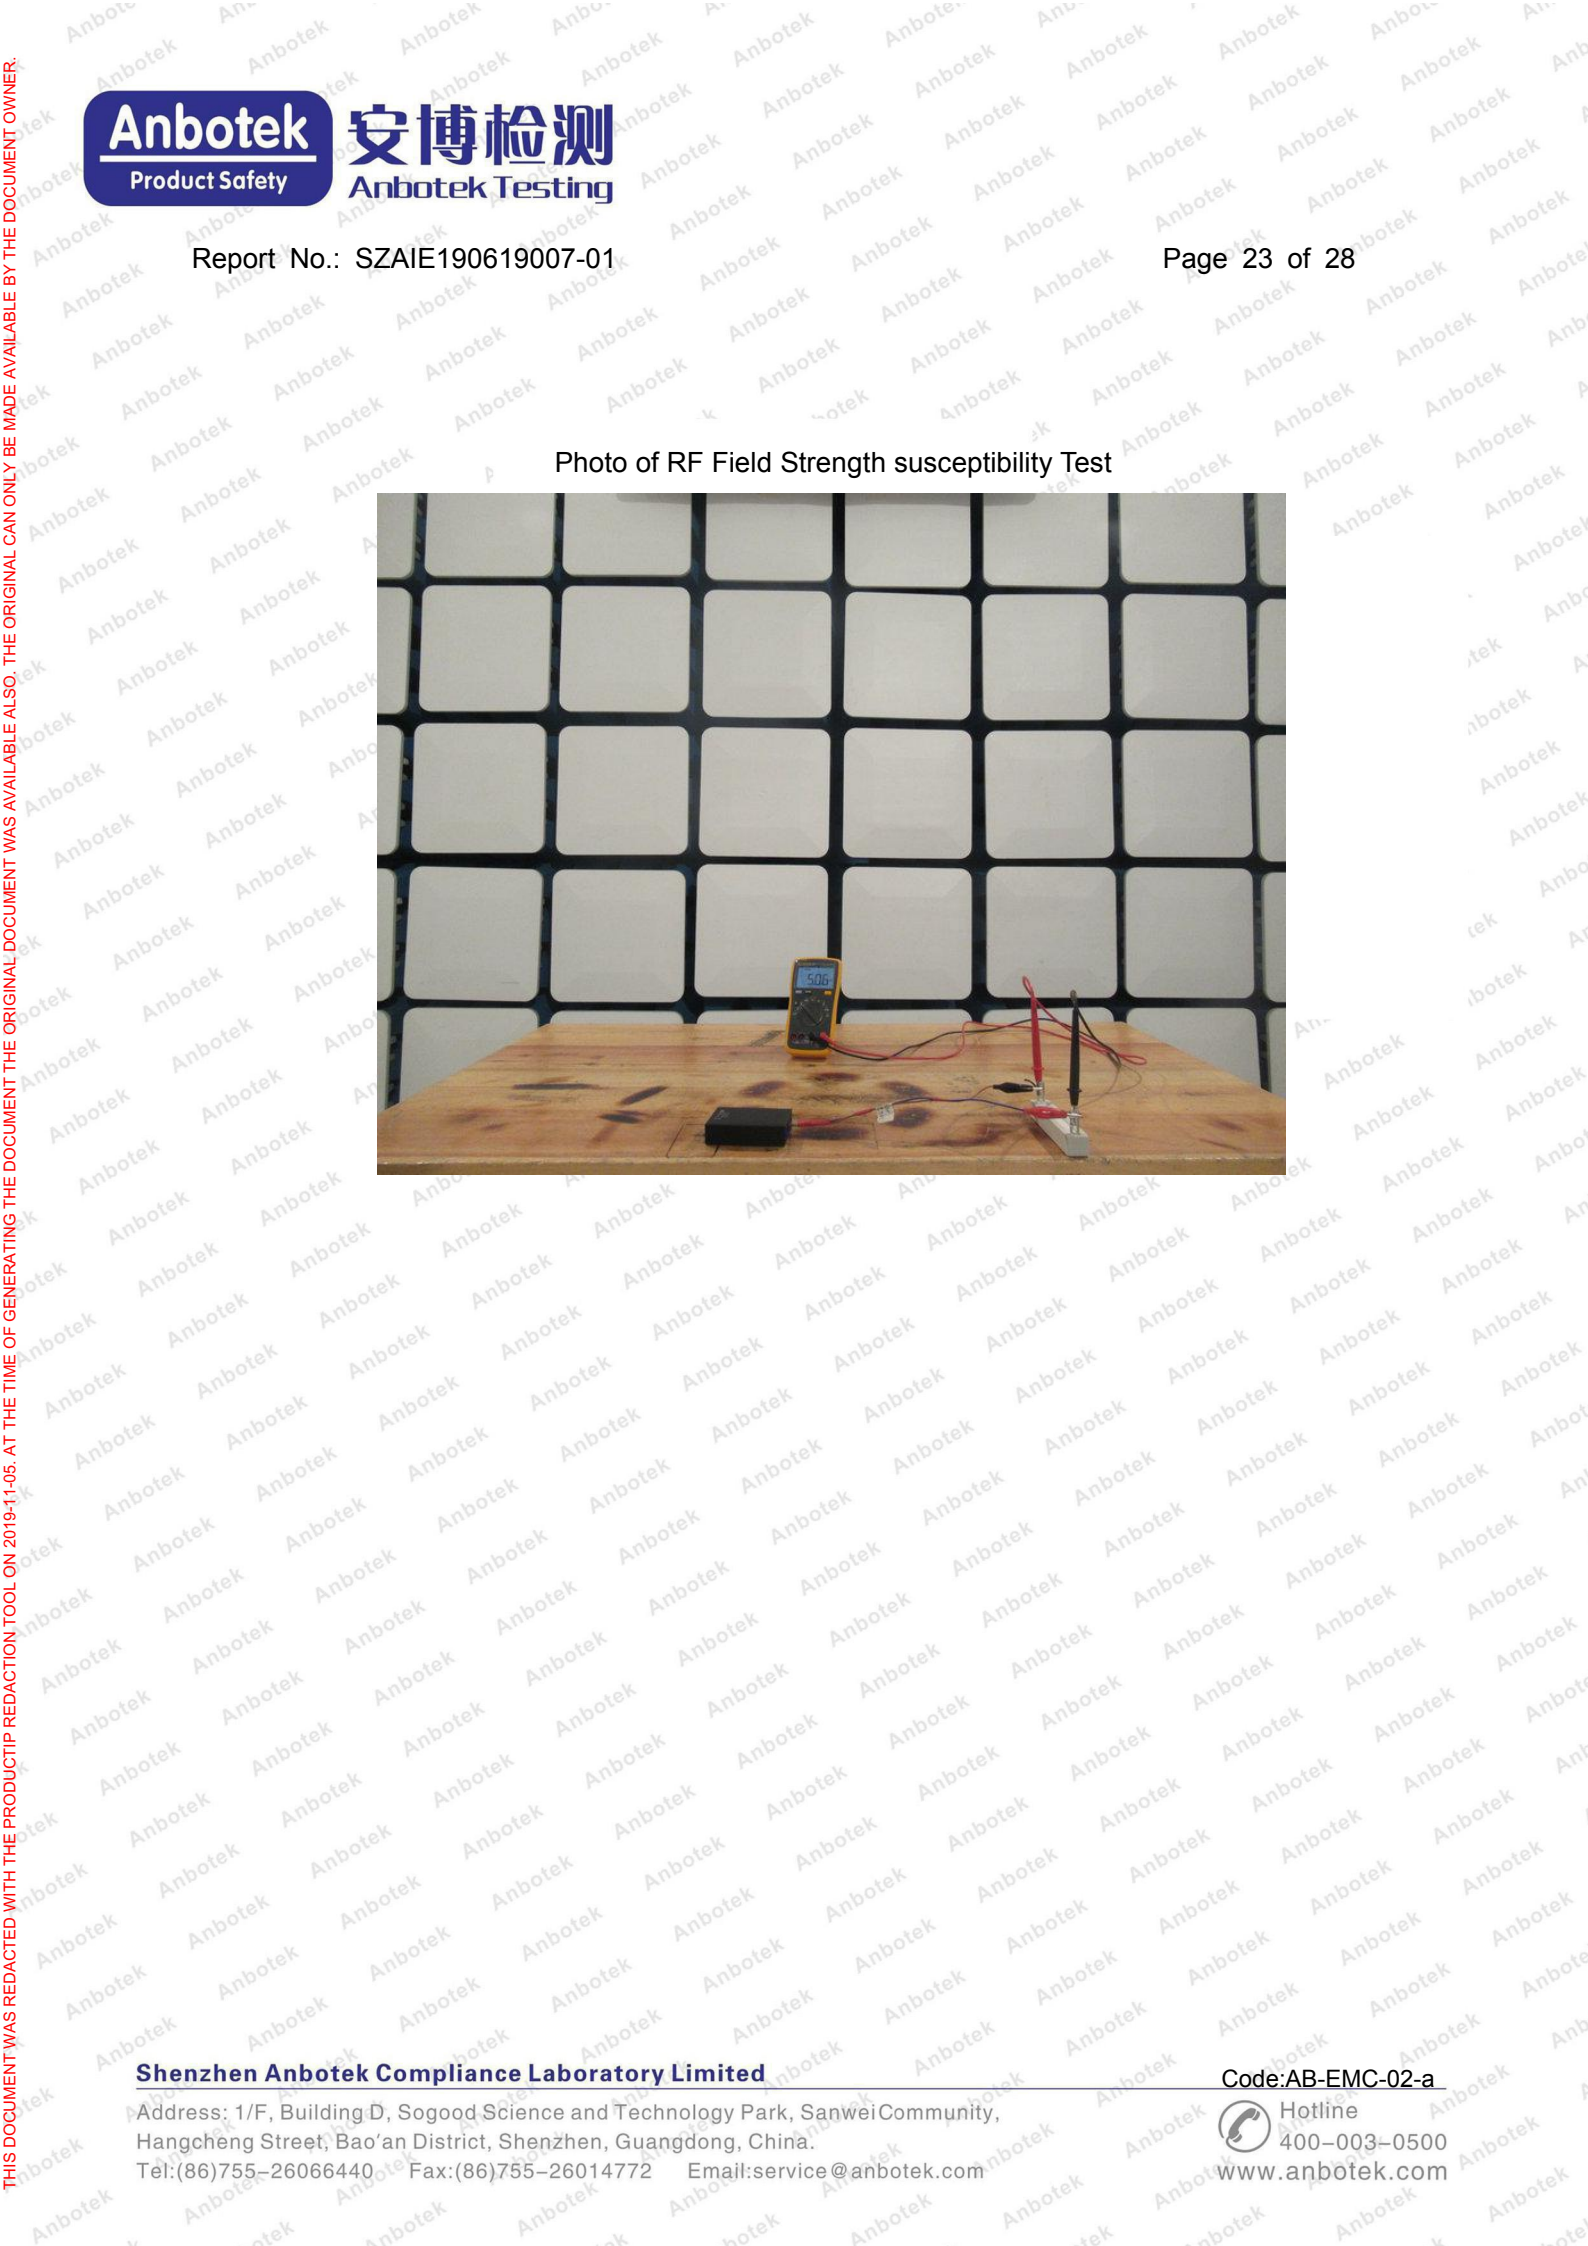 Anbotek
Product Safety
安博检测
Anbotek Testing
Report No.: SZAIE190619007-01
Page 23 of 28
Photo of RF Field Strength susceptibility Test
5.06
THIS DOCUMENT WAS REDACTED WITH THE PRODUCTIP REDACTION TOOL ON 2019-11-05. AT THE TIME OF GENERATING THE DOCUMENT THE ORIGINAL DOCUMENT WAS AVAILABLE ALSO. THE ORIGINAL CAN ONLY BE MADE AVAILABLE BY THE DOCUMENT OWNER.
Shenzhen Anbotek Compliance Laboratory Limited
Code:AB-EMC-02-a
Address: 1/F, Building D, Sogood Science and Technology Park, Sanwei Community,
Hangcheng Street, Bao'an District, Shenzhen, Guangdong, China.
Tel:(86)755-26066440 Fax:(86)755-26014772 Email:service@anbotek.com
Hotline
400-003-0500
www.anbotek.com